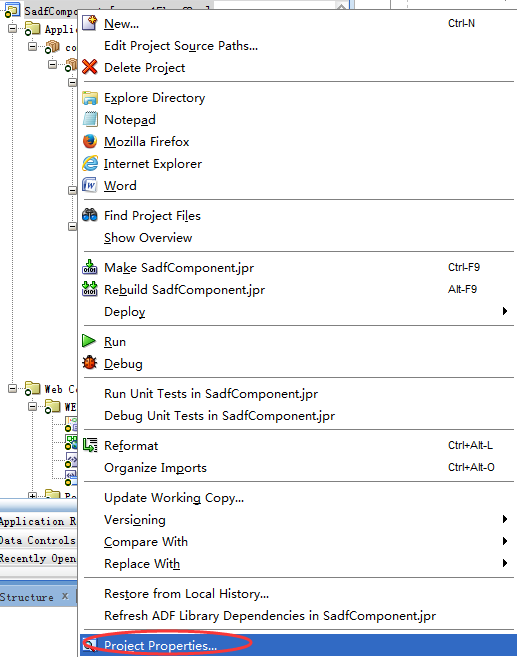 SadfComponent
New... Ctrl-N
Edit Project Source Paths...
Delete Project
Explore Directory
Notepad
Mozilla Firefox
Internet Explorer
Word
Find Project Files
Show Overview
Make SadfComponent.jpr Ctrl-F9
Rebuild SadfComponent.jpr Alt-F9
Deploy
Run
Debug
Run Unit Tests in SadfComponent.jpr
Debug Unit Tests in SadfComponent.jpr
Reformat Ctrl+Alt-L
Organize Imports Ctrl+Alt-O
Update Working Copy...
Versioning
Compare With
Replace With
Restore from Local History...
Refresh ADF Library Dependencies in SadfComponent.jpr
Project Properties...
Applic
co
Web Co
WE
Application R
Data Controls
Recently Open
Structure x